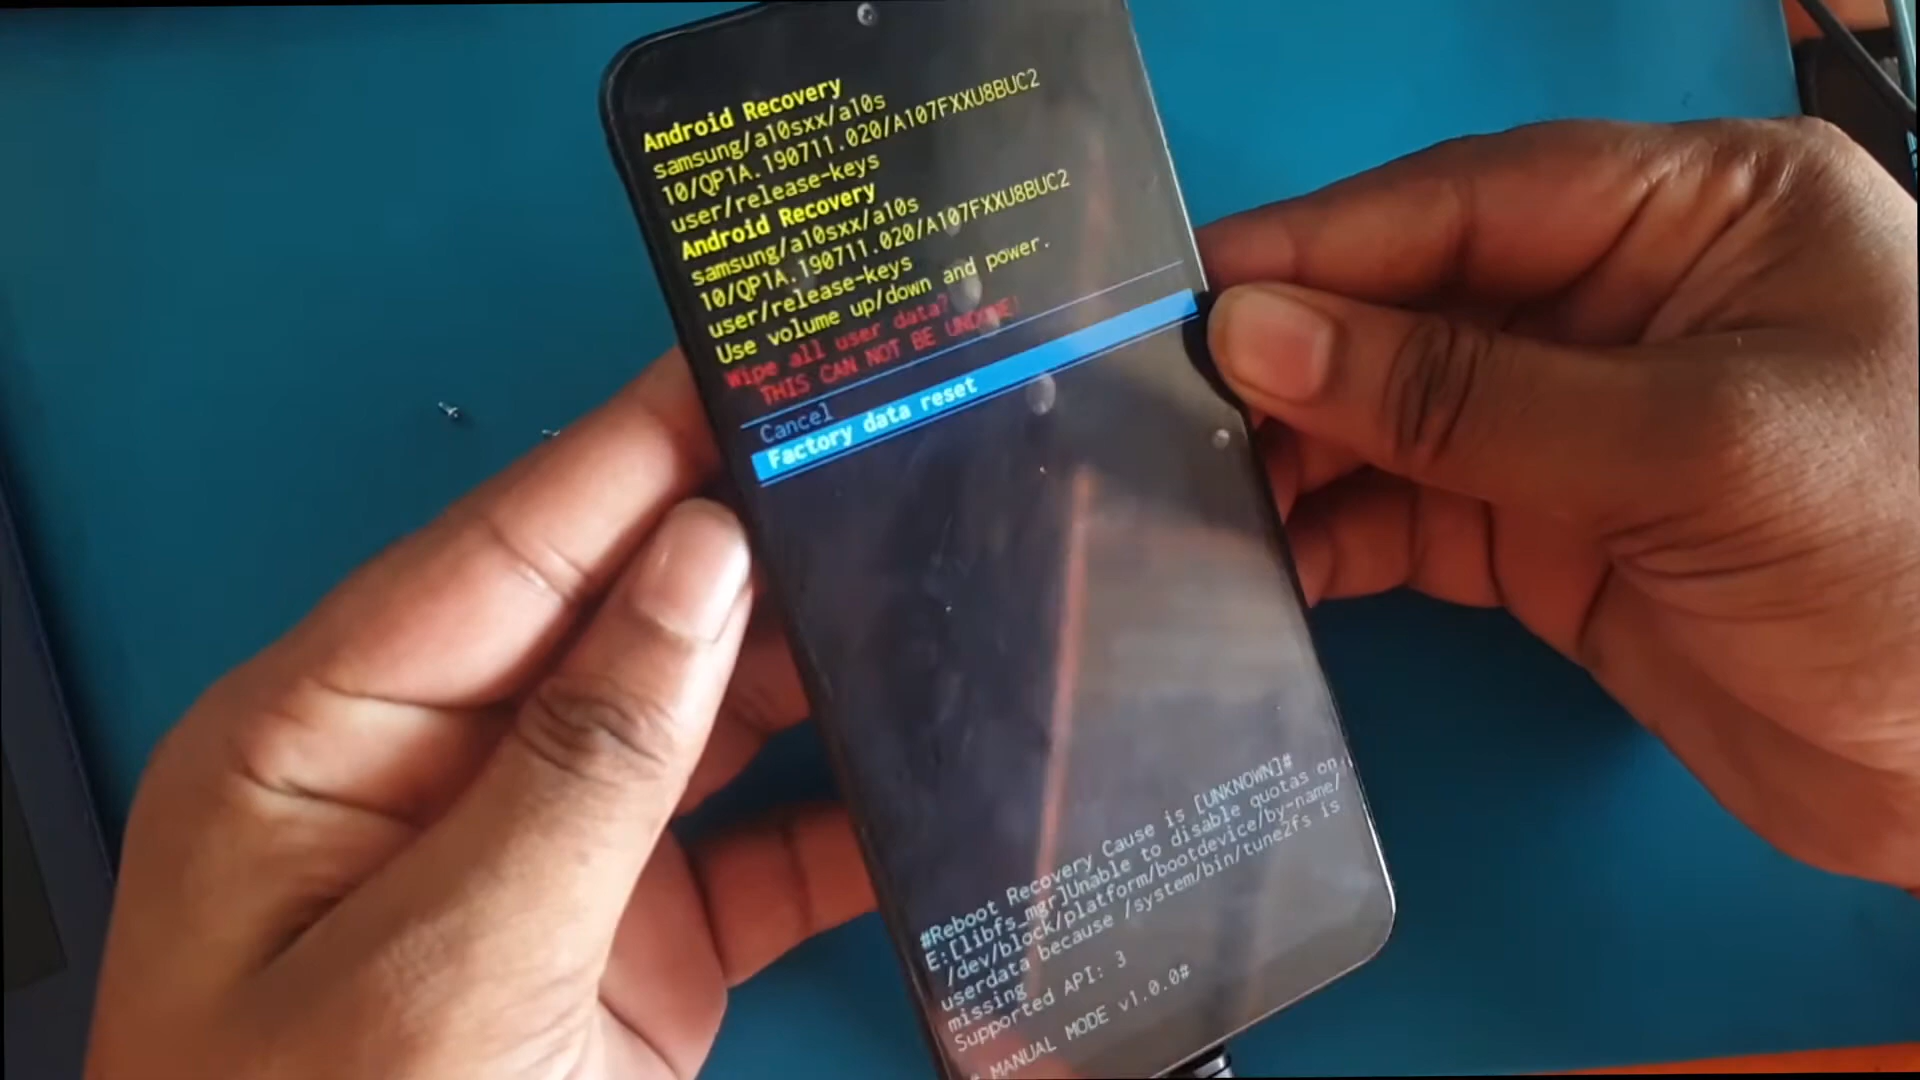 Android Recovery
samsung/a10sxx/a10s
10/QP1A.190711.020/A107FXXU8BUC2
user/release-keys
Android Recovery
samsung/a10sxx/a10s
10/QP1A.190711.020/A107FXXU8BUC2
user/release-keys
Use volume up/down and power.
Wipe all user data?
THIS CAN NOT BE UNDONE!
Cancel
Factory data reset
#Reboot Recovery Cause is [UNKNOWN]#
E:[libfs_mgr]Unable to disable quotas on
/dev/block/platform/bootdevice/by-name/
userdata because /system/bin/tune2fs is
missing
Supported API: 3
# MANUAL MODE v1.0.0#